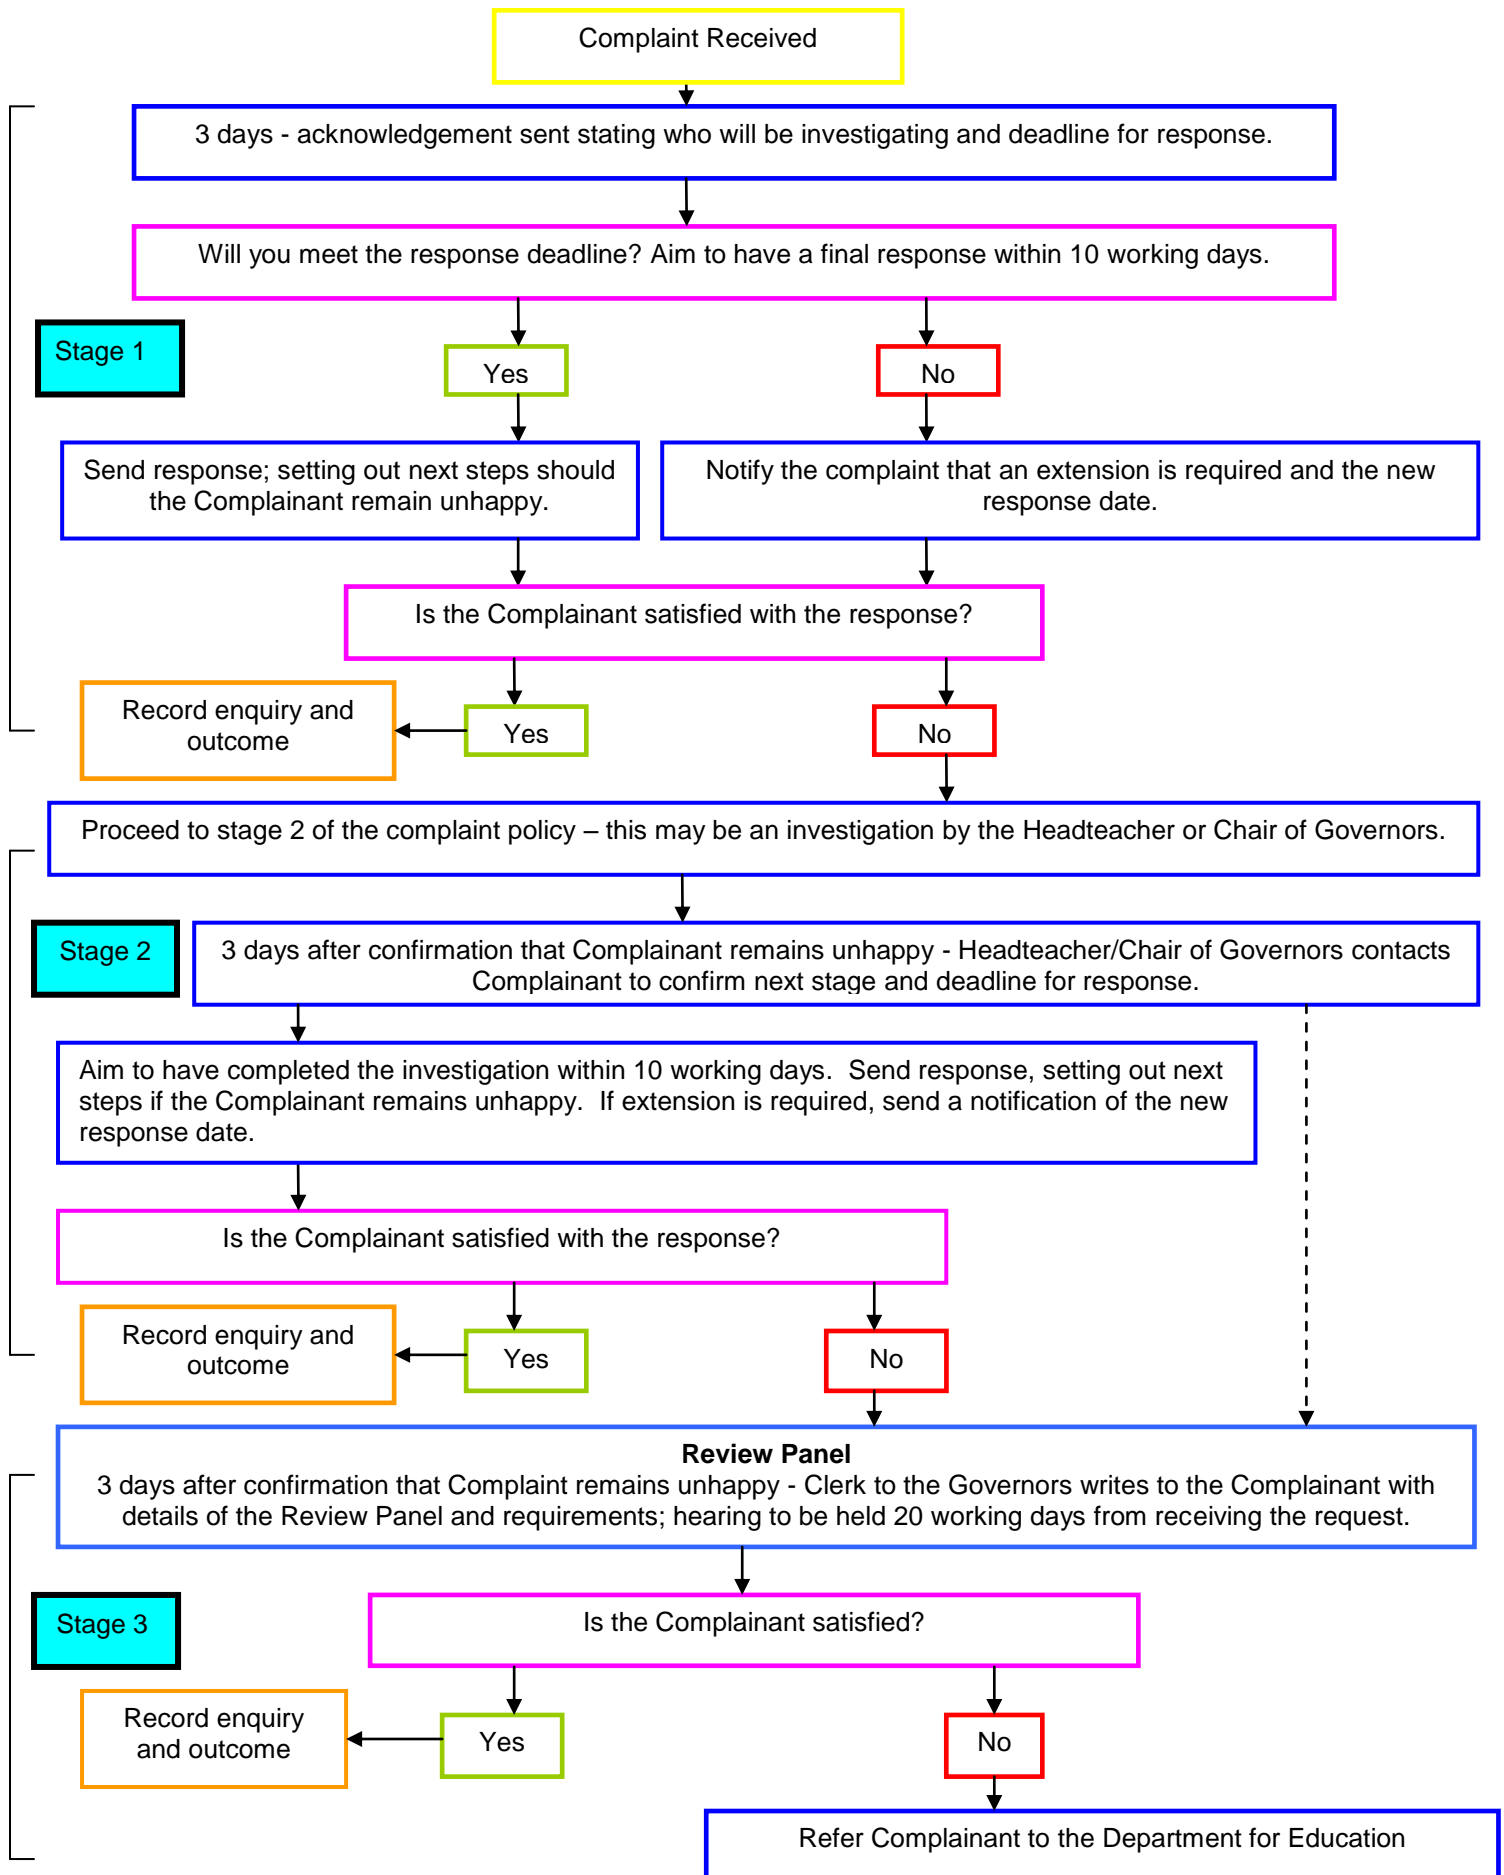 Complaint Received
3 days - acknowledgement sent stating who will be investigating and deadline for response.
Will you meet the response deadline? Aim to have a final response within 10 working days.
Stage 1
Yes
No
Send response; setting out next steps should
the Complainant remain unhappy.
Notify the complaint that an extension is required and the new
response date.
Is the Complainant satisfied with the response?
Record enquiry and
outcome
Yes
No
Proceed to stage 2 of the complaint policy – this may be an investigation by the Headteacher or Chair of Governors.
Stage 2
3 days after confirmation that Complainant remains unhappy - Headteacher/Chair of Governors contacts
Complainant to confirm next stage and deadline for response.
Aim to have completed the investigation within 10 working days.  Send response, setting out next
steps if the Complainant remains unhappy.  If extension is required, send a notification of the new
response date.
Is the Complainant satisfied with the response?
Record enquiry and
outcome
Yes
No
Review Panel
3 days after confirmation that Complaint remains unhappy - Clerk to the Governors writes to the Complainant with
details of the Review Panel and requirements; hearing to be held 20 working days from receiving the request.
Stage 3
Is the Complainant satisfied?
Record enquiry
and outcome
Yes
No
Refer Complainant to the Department for Education